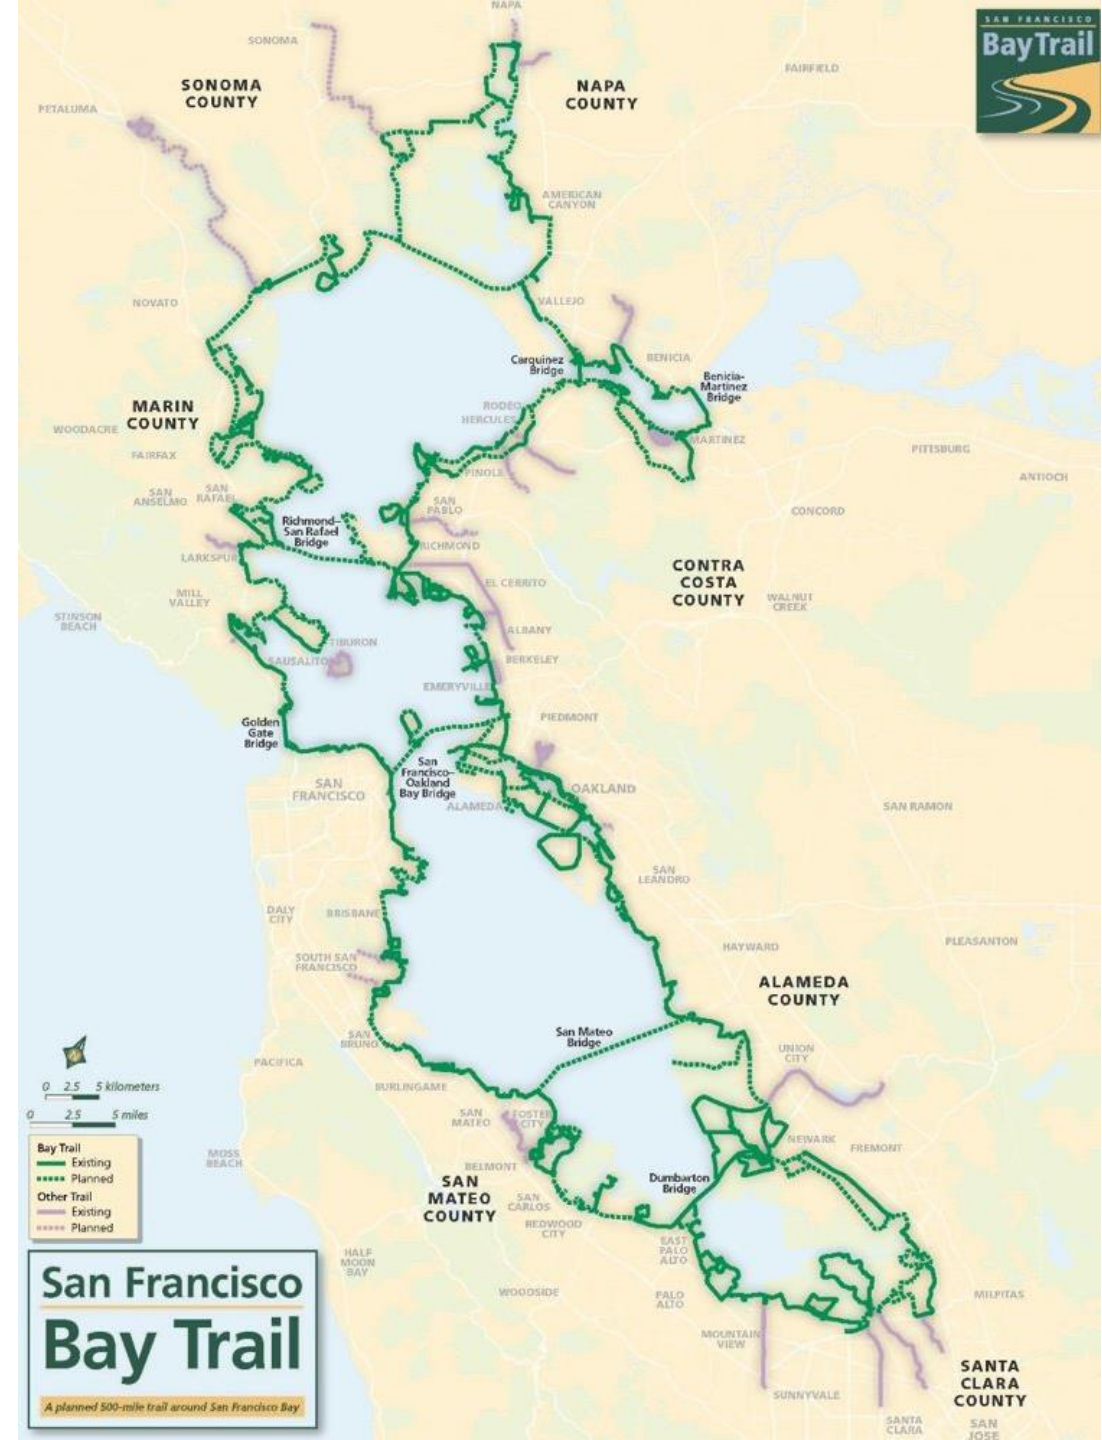 NAPA
SAN FRANCISCO
Bay Trail
SONOMA
FAIRFIELD
SONOMA
COUNTY
NAPA
COUNTY
PETALUMA
AMERICAN
CANYON
NOVATO
VALLEJO
Carquinez
Bridge
BENICIA
Benicia-
Martinez
Bridge
MARIN
COUNTY
RODEO
HERCULES
WOODACRE
MARTINEZ
PITTSBURG
FAIRFAX
PINOLE
ANTIOCH
SAN
ANSELMO
SAN
RAFAEL
SAN
PABLO
CONCORD
Richmond–
San Rafael
Bridge
RICHMOND
LARKSPUR
CONTRA
COSTA
COUNTY
EL CERRITO
MILL
VALLEY
WALNUT
CREEK
STINSON
BEACH
ALBANY
TIBURON
SAUSALITO
BERKELEY
EMERYVILLE
PIEDMONT
Golden
Gate
Bridge
San
Francisco–
Oakland
Bay Bridge
SAN
FRANCISCO
OAKLAND
ALAMEDA
SAN RAMON
SAN
LEANDRO
DALY
CITY
BRISBANE
HAYWARD
PLEASANTON
SOUTH SAN
FRANCISCO
ALAMEDA
COUNTY
SAN
BRUNO
San Mateo
Bridge
UNION
CITY
PACIFICA
BURLINGAME
0 2.5 5 kilometers
0 2.5 5 miles
SAN
MATEO
FOSTER
CITY
NEWARK
FREMONT
Bay Trail
Existing
Planned
Other Trail
Existing
Planned
MOSS
BEACH
BELMONT
SAN
MATEO
COUNTY
Dumbarton
Bridge
SAN
CARLOS
REDWOOD
CITY
EAST
PALO
ALTO
HALF
MOON
BAY
WOODSIDE
PALO
ALTO
MILPITAS
MOUNTAIN
VIEW
SUNNYVALE
SANTA
CLARA
COUNTY
SANTA
CLARA
SAN
JOSE
San Francisco
Bay Trail
A planned 500-mile trail around San Francisco Bay